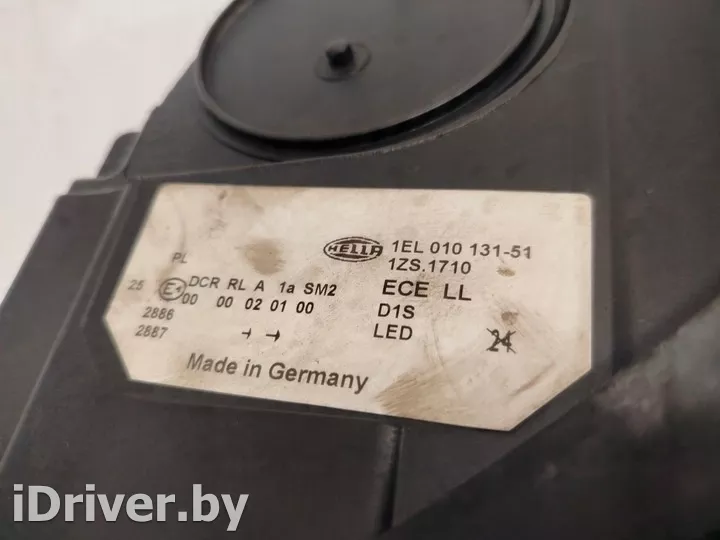 HELLA 1EL 010 131-51
1ZS.1710
PL
25 E1 DCR RL A 1a SM2 ECE LL
00 00 02 01 00 D1S
2886
2887 LED 24
Made in Germany
iDriver.by